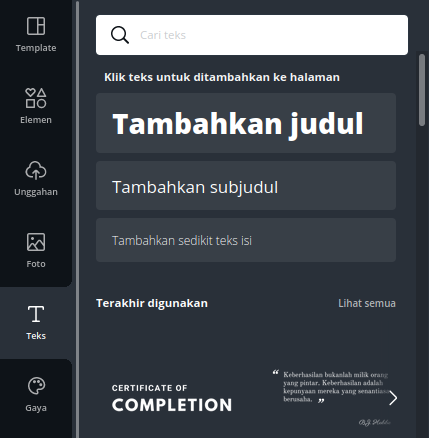 Template
Elemen
Unggahan
Foto
Teks
Gaya
Cari teks
Klik teks untuk ditambahkan ke halaman
Tambahkan judul
Tambahkan subjudul
Tambahkan sedikit teks isi
Terakhir digunakan
Lihat semua
CERTIFICATE OF
COMPLETION
“ Keberhasilan bukanlah milik orang
yang pintar. Keberhasilan adalah
kepunyaan mereka yang senantiasa
berusaha. ”
B.J. Habibie